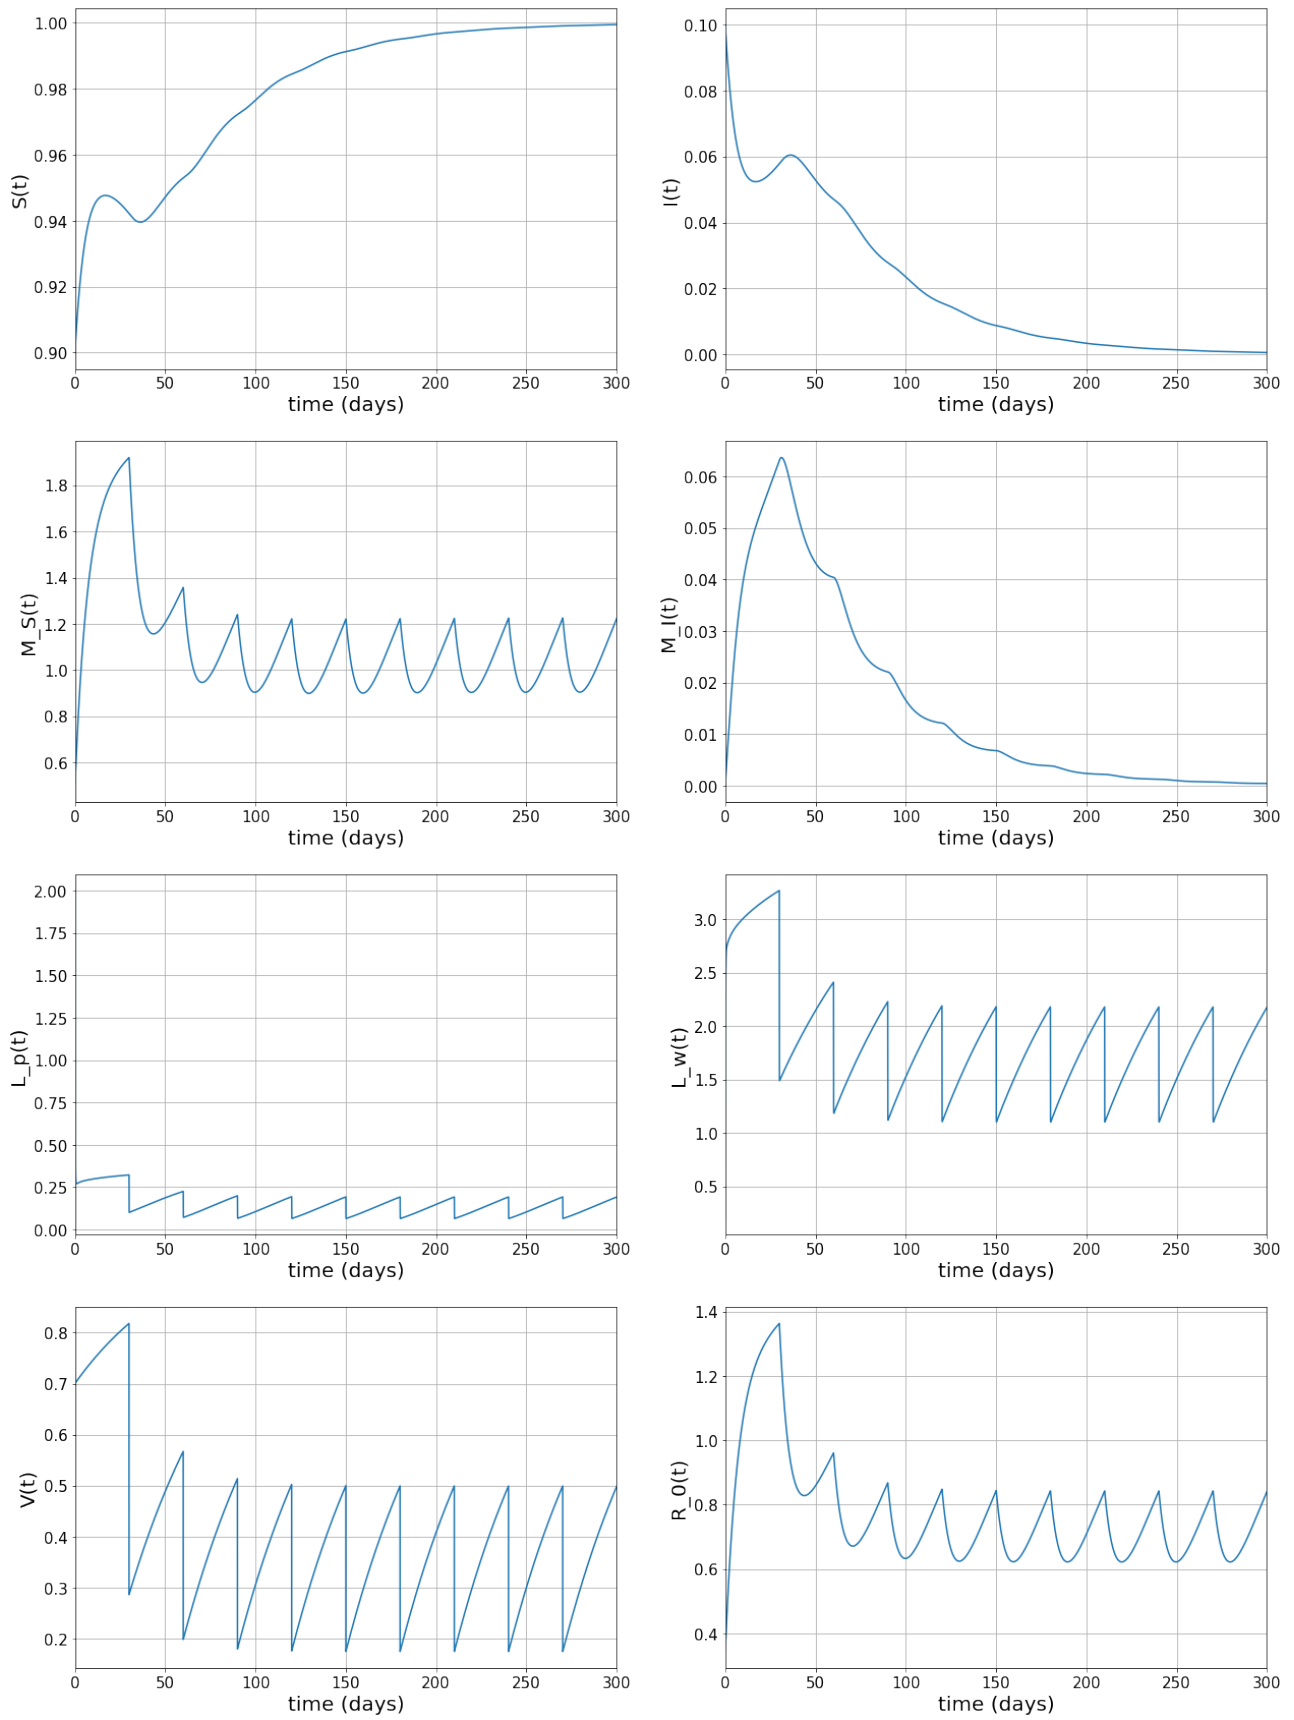 S(t)
1.00
0.98
0.96
0.94
0.92
0.90
0 50 100 150 200 250 300
time (days)
I(t)
0.10
0.08
0.06
0.04
0.02
0.00
0 50 100 150 200 250 300
time (days)
M_S(t)
1.8
1.6
1.4
1.2
1.0
0.8
0.6
0 50 100 150 200 250 300
time (days)
M_I(t)
0.06
0.05
0.04
0.03
0.02
0.01
0.00
0 50 100 150 200 250 300
time (days)
L_p(t)
2.00
1.75
1.50
1.25
1.00
0.75
0.50
0.25
0.00
0 50 100 150 200 250 300
time (days)
L_w(t)
3.0
2.5
2.0
1.5
1.0
0.5
0 50 100 150 200 250 300
time (days)
V(t)
0.8
0.7
0.6
0.5
0.4
0.3
0.2
0 50 100 150 200 250 300
time (days)
R_0(t)
1.4
1.2
1.0
0.8
0.6
0.4
0 50 100 150 200 250 300
time (days)